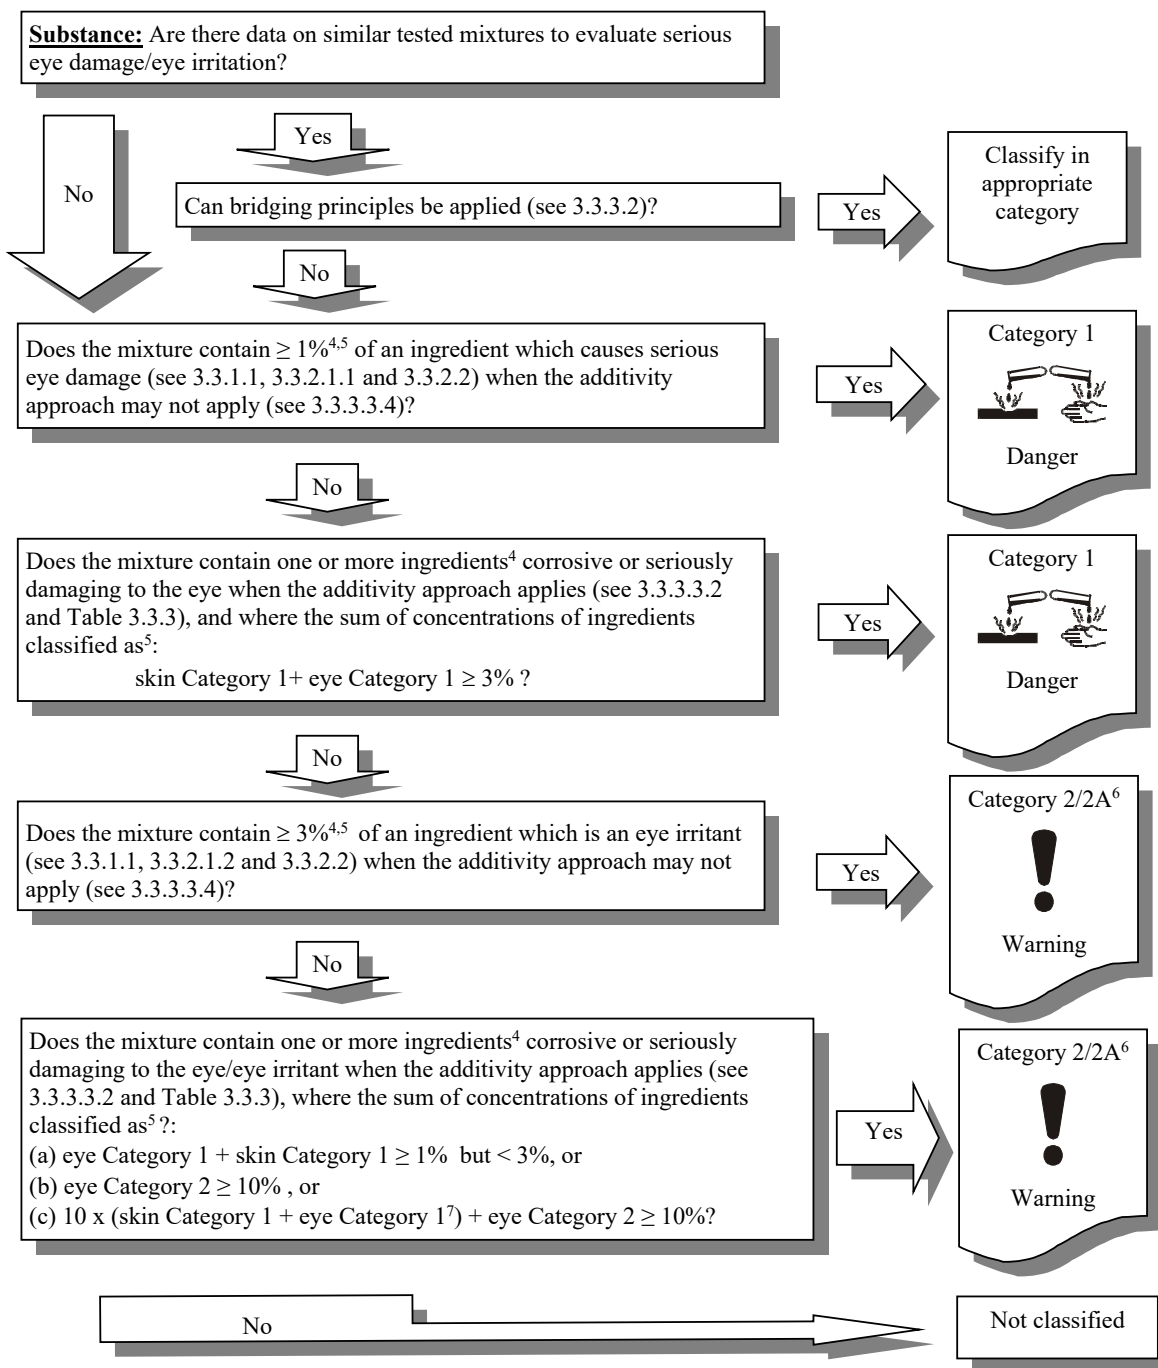 Substance: Are there data on similar tested mixtures to evaluate serious
eye damage/eye irritation?
No
Yes
Can bridging principles be applied (see 3.3.3.2)?
Yes
Classify in
appropriate
category
No
Does the mixture contain ≥ 1%⁴,⁵ of an ingredient which causes serious
eye damage (see 3.3.1.1, 3.3.2.1.1 and 3.3.2.2) when the additivity
approach may not apply (see 3.3.3.3.4)?
Yes
Category 1
Danger
No
Does the mixture contain one or more ingredients⁴ corrosive or seriously
damaging to the eye when the additivity approach applies (see 3.3.3.3.2
and Table 3.3.3), and where the sum of concentrations of ingredients
classified as⁵:
skin Category 1+ eye Category 1 ≥ 3% ?
Yes
Category 1
Danger
No
Does the mixture contain ≥ 3%⁴,⁵ of an ingredient which is an eye irritant
(see 3.3.1.1, 3.3.2.1.2 and 3.3.2.2) when the additivity approach may not
apply (see 3.3.3.3.4)?
Yes
Category 2/2A⁶
Warning
No
Does the mixture contain one or more ingredients⁴ corrosive or seriously
damaging to the eye/eye irritant when the additivity approach applies (see
3.3.3.3.2 and Table 3.3.3), where the sum of concentrations of ingredients
classified as⁵ ?:
(a) eye Category 1 + skin Category 1 ≥ 1% but < 3%, or
(b) eye Category 2 ≥ 10% , or
(c) 10 x (skin Category 1 + eye Category 1⁷) + eye Category 2 ≥ 10%?
Yes
Category 2/2A⁶
Warning
No
Not classified